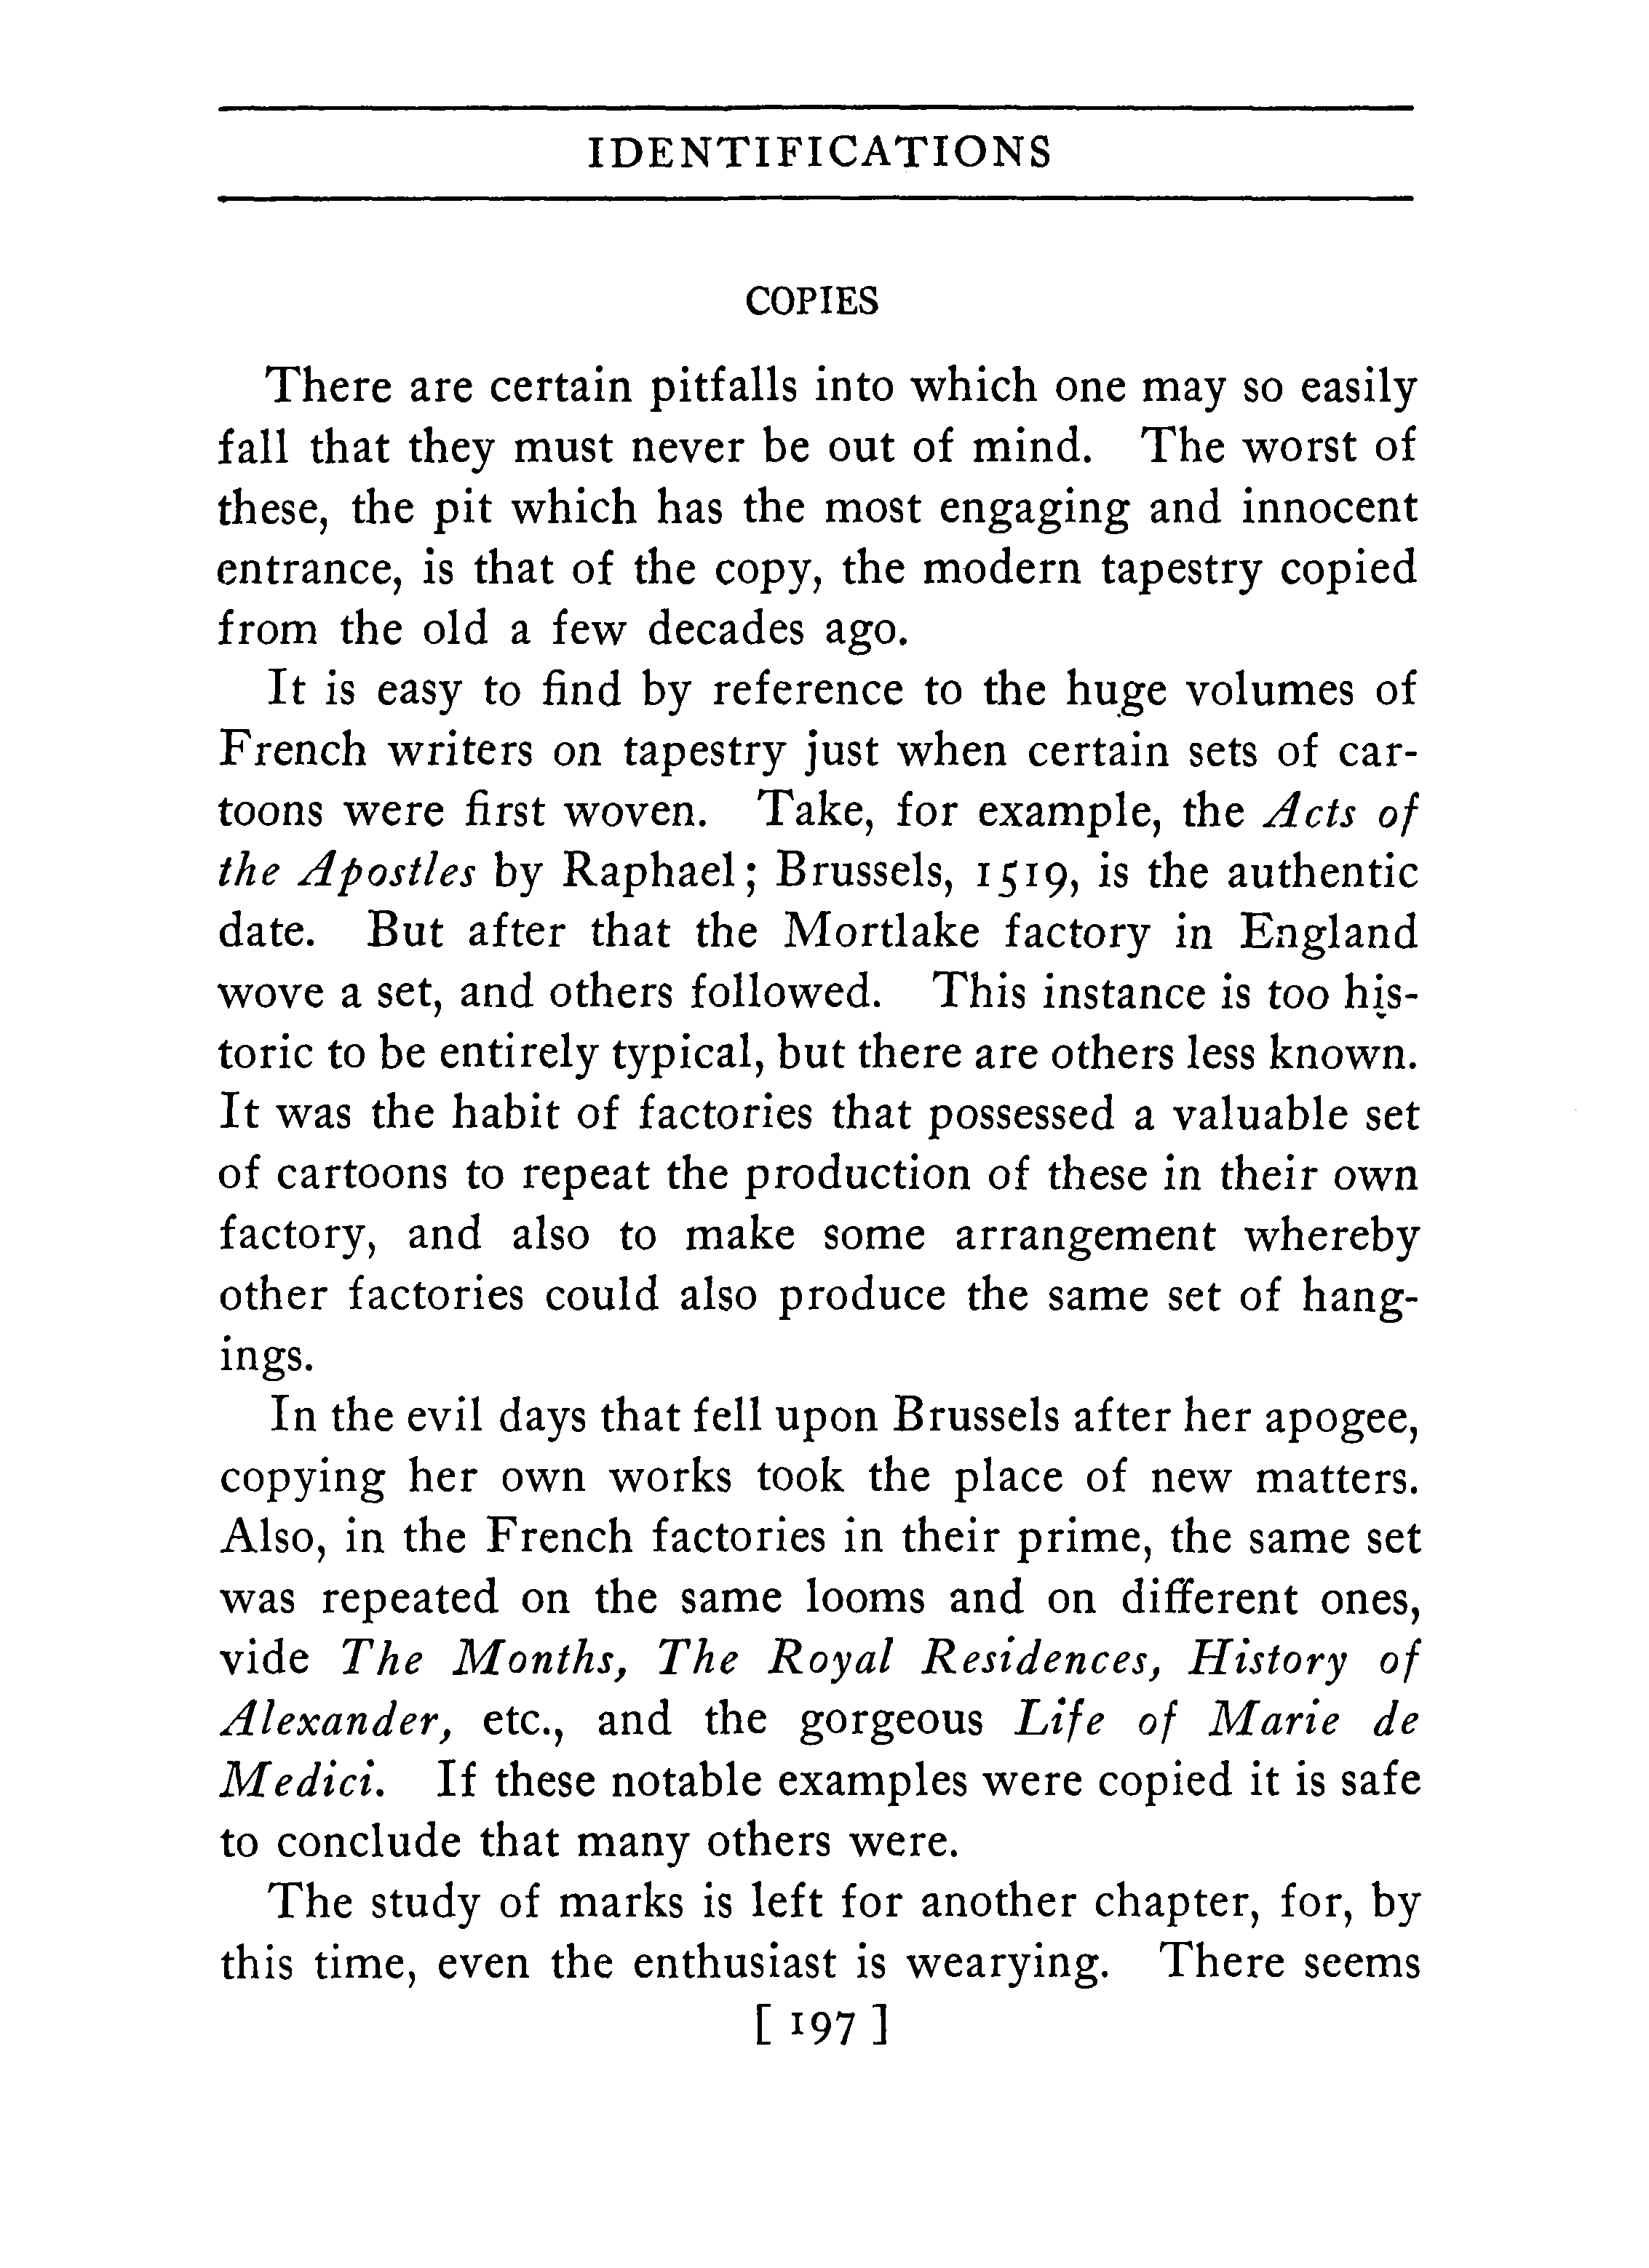 IDENTIFICATIONS
COPIES
There are certain pitfalls into which one may so easily
fall that they must never be out of mind. The worst of
these, the pit which has the most engaging and innocent
entrance, is that of the copy, the modern tapestry copied
from the old a few decades ago.
It is easy to find by reference to the huge volumes of
French writers on tapestry just when certain sets of car-
toons were first woven. Take, for example, the Acts of
the Apostles by Raphael; Brussels, 1519, is the authentic
date. But after that the Mortlake factory in England
wove a set, and others followed. This instance is too his-
toric to be entirely typical, but there are others less known.
It was the habit of factories that possessed a valuable set
of cartoons to repeat the production of these in their own
factory, and also to make some arrangement whereby
other factories could also produce the same set of hang-
ings.
In the evil days that fell upon Brussels after her apogee,
copying her own works took the place of new matters.
Also, in the French factories in their prime, the same set
was repeated on the same looms and on different ones,
vide The Months, The Royal Residences, History of
Alexander, etc., and the gorgeous Life of Marie de
Medici. If these notable examples were copied it is safe
to conclude that many others were.
The study of marks is left for another chapter, for, by
this time, even the enthusiast is wearying. There seems
[ 197 ]